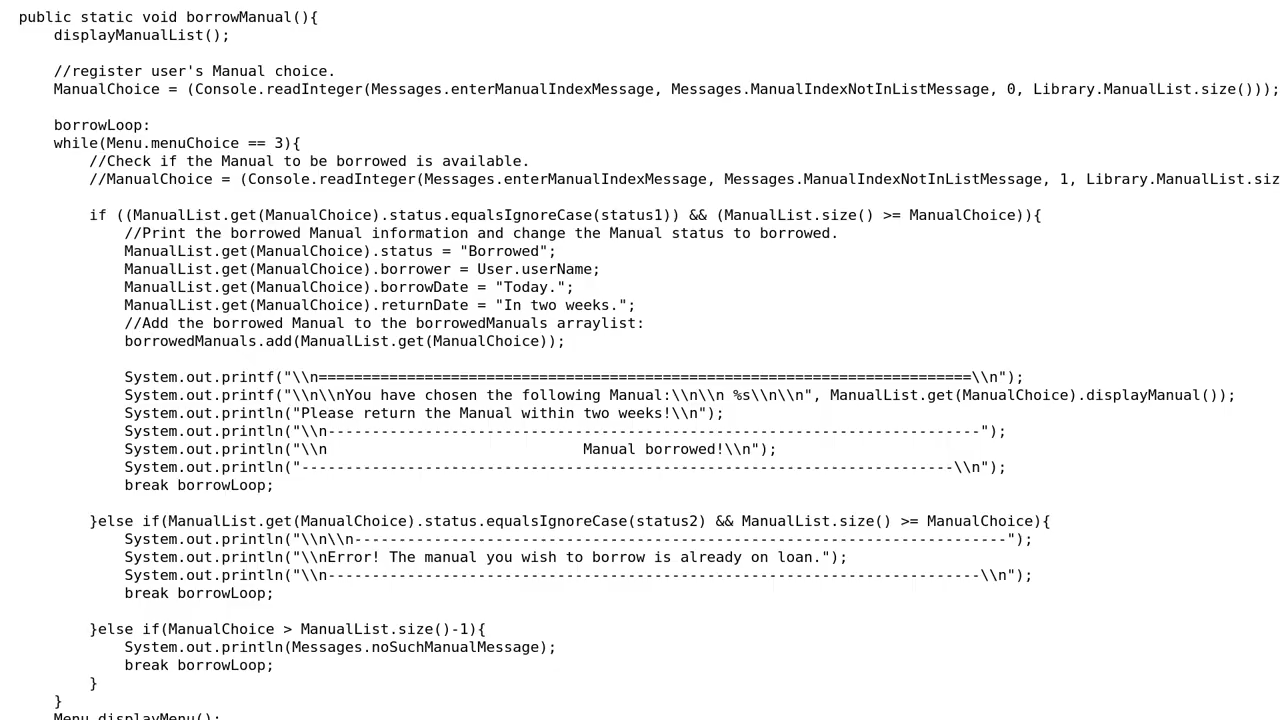 public static void borrowManual(){
    displayManualList();

    //register user's Manual choice.
    ManualChoice = (Console.readInteger(Messages.enterManualIndexMessage, Messages.ManualIndexNotInListMessage, 0, Library.ManualList.size()));

    borrowLoop:
    while(Menu.menuChoice == 3){
        //Check if the Manual to be borrowed is available.
        //ManualChoice = (Console.readInteger(Messages.enterManualIndexMessage, Messages.ManualIndexNotInListMessage, 1, Library.ManualList.siz

        if ((ManualList.get(ManualChoice).status.equalsIgnoreCase(status1)) && (ManualList.size() >= ManualChoice)){
            //Print the borrowed Manual information and change the Manual status to borrowed.
            ManualList.get(ManualChoice).status = "Borrowed";
            ManualList.get(ManualChoice).borrower = User.userName;
            ManualList.get(ManualChoice).borrowDate = "Today.";
            ManualList.get(ManualChoice).returnDate = "In two weeks.";
            //Add the borrowed Manual to the borrowedManuals arraylist:
            borrowedManuals.add(ManualList.get(ManualChoice));

            System.out.printf("\\n==========================================================================\\n");
            System.out.printf("\\n\\nYou have chosen the following Manual:\\n\\n %s\\n\\n", ManualList.get(ManualChoice).displayManual());
            System.out.println("Please return the Manual within two weeks!\\n");
            System.out.println("\\n--------------------------------------------------------------------------");
            System.out.println("\\n                             Manual borrowed!\\n");
            System.out.println("--------------------------------------------------------------------------\\n");
            break borrowLoop;

        }else if(ManualList.get(ManualChoice).status.equalsIgnoreCase(status2) && ManualList.size() >= ManualChoice){
            System.out.println("\\n\\n--------------------------------------------------------------------------");
            System.out.println("\\nError! The manual you wish to borrow is already on loan.");
            System.out.println("\\n--------------------------------------------------------------------------\\n");
            break borrowLoop;

        }else if(ManualChoice > ManualList.size()-1){
            System.out.println(Messages.noSuchManualMessage);
            break borrowLoop;
        }
    }
    Menu.displayMenu();